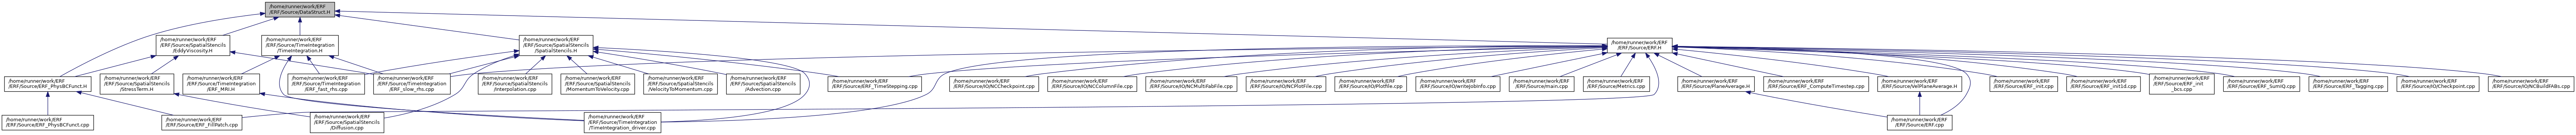 /home/runner/work/ERF
/ERF/Source/DataStruct.H
/home/runner/work/ERF
/ERF/Source/SpatialStencils
/EddyViscosity.H
/home/runner/work/ERF
/ERF/Source/TimeIntegration
/TimeIntegration.H
/home/runner/work/ERF
/ERF/Source/SpatialStencils
/SpatialStencils.H
/home/runner/work/ERF
/ERF/Source/ERF.H
/home/runner/work/ERF
/ERF/Source/ERF_PhysBCFunct.H
/home/runner/work/ERF
/ERF/Source/SpatialStencils
/StressTerm.H
/home/runner/work/ERF
/ERF/Source/TimeIntegration
/ERF_MRI.H
/home/runner/work/ERF
/ERF/Source/TimeIntegration
/ERF_fast_rhs.cpp
/home/runner/work/ERF
/ERF/Source/TimeIntegration
/ERF_slow_rhs.cpp
/home/runner/work/ERF
/ERF/Source/SpatialStencils
/Interpolation.cpp
/home/runner/work/ERF
/ERF/Source/SpatialStencils
/MomentumToVelocity.cpp
/home/runner/work/ERF
/ERF/Source/SpatialStencils
/VelocityToMomentum.cpp
/home/runner/work/ERF
/ERF/Source/SpatialStencils
/Advection.cpp
/home/runner/work/ERF
/ERF/Source/ERF_TimeStepping.cpp
/home/runner/work/ERF
/ERF/Source/IO/NCCheckpoint.cpp
/home/runner/work/ERF
/ERF/Source/IO/NCColumnFile.cpp
/home/runner/work/ERF
/ERF/Source/IO/NCMultiFabFile.cpp
/home/runner/work/ERF
/ERF/Source/IO/NCPlotFile.cpp
/home/runner/work/ERF
/ERF/Source/IO/Plotfile.cpp
/home/runner/work/ERF
/ERF/Source/IO/writeJobInfo.cpp
/home/runner/work/ERF
/ERF/Source/main.cpp
/home/runner/work/ERF
/ERF/Source/Metrics.cpp
/home/runner/work/ERF
/ERF/Source/PlaneAverage.H
/home/runner/work/ERF
/ERF/Source/ERF_ComputeTimestep.cpp
/home/runner/work/ERF
/ERF/Source/VelPlaneAverage.H
/home/runner/work/ERF
/ERF/Source/ERF_init.cpp
/home/runner/work/ERF
/ERF/Source/ERF_init1d.cpp
/home/runner/work/ERF
/ERF/Source/ERF_init
_bcs.cpp
/home/runner/work/ERF
/ERF/Source/ERF_SumIQ.cpp
/home/runner/work/ERF
/ERF/Source/ERF_Tagging.cpp
/home/runner/work/ERF
/ERF/Source/IO/Checkpoint.cpp
/home/runner/work/ERF
/ERF/Source/IO/NCBuildFABs.cpp
/home/runner/work/ERF
/ERF/Source/ERF_PhysBCFunct.cpp
/home/runner/work/ERF
/ERF/Source/ERF_FillPatch.cpp
/home/runner/work/ERF
/ERF/Source/SpatialStencils
/Diffusion.cpp
/home/runner/work/ERF
/ERF/Source/TimeIntegration
/TimeIntegration_driver.cpp
/home/runner/work/ERF
/ERF/Source/ERF.cpp